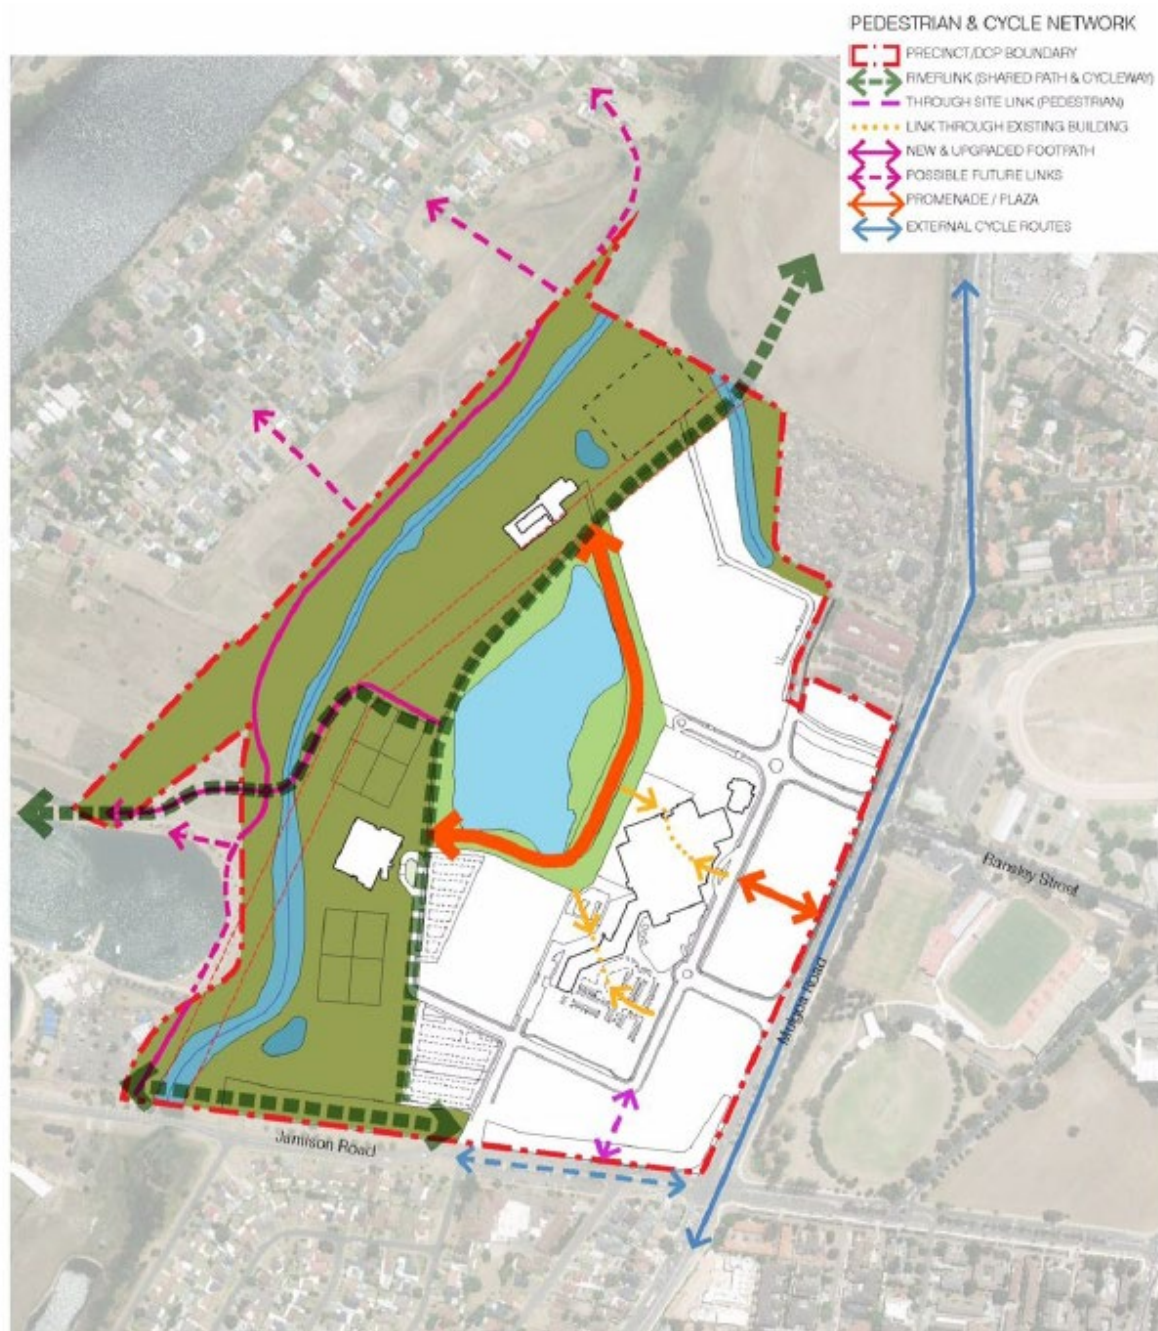 PEDESTRIAN & CYCLE NETWORK
PRECINCT/DCP BOUNDARY
RIVERLINK (SHARED PATH & CYCLEWAY)
THROUGH SITE LINK (PEDESTRIAN)
LINK THROUGH EXISTING BUILDING
NEW & UPGRADED FOOTPATH
POSSIBLE FUTURE LINKS
PROMENADE / PLAZA
EXTERNAL CYCLE ROUTES
Ransley Street
Mulgoa Road
Jamison Road